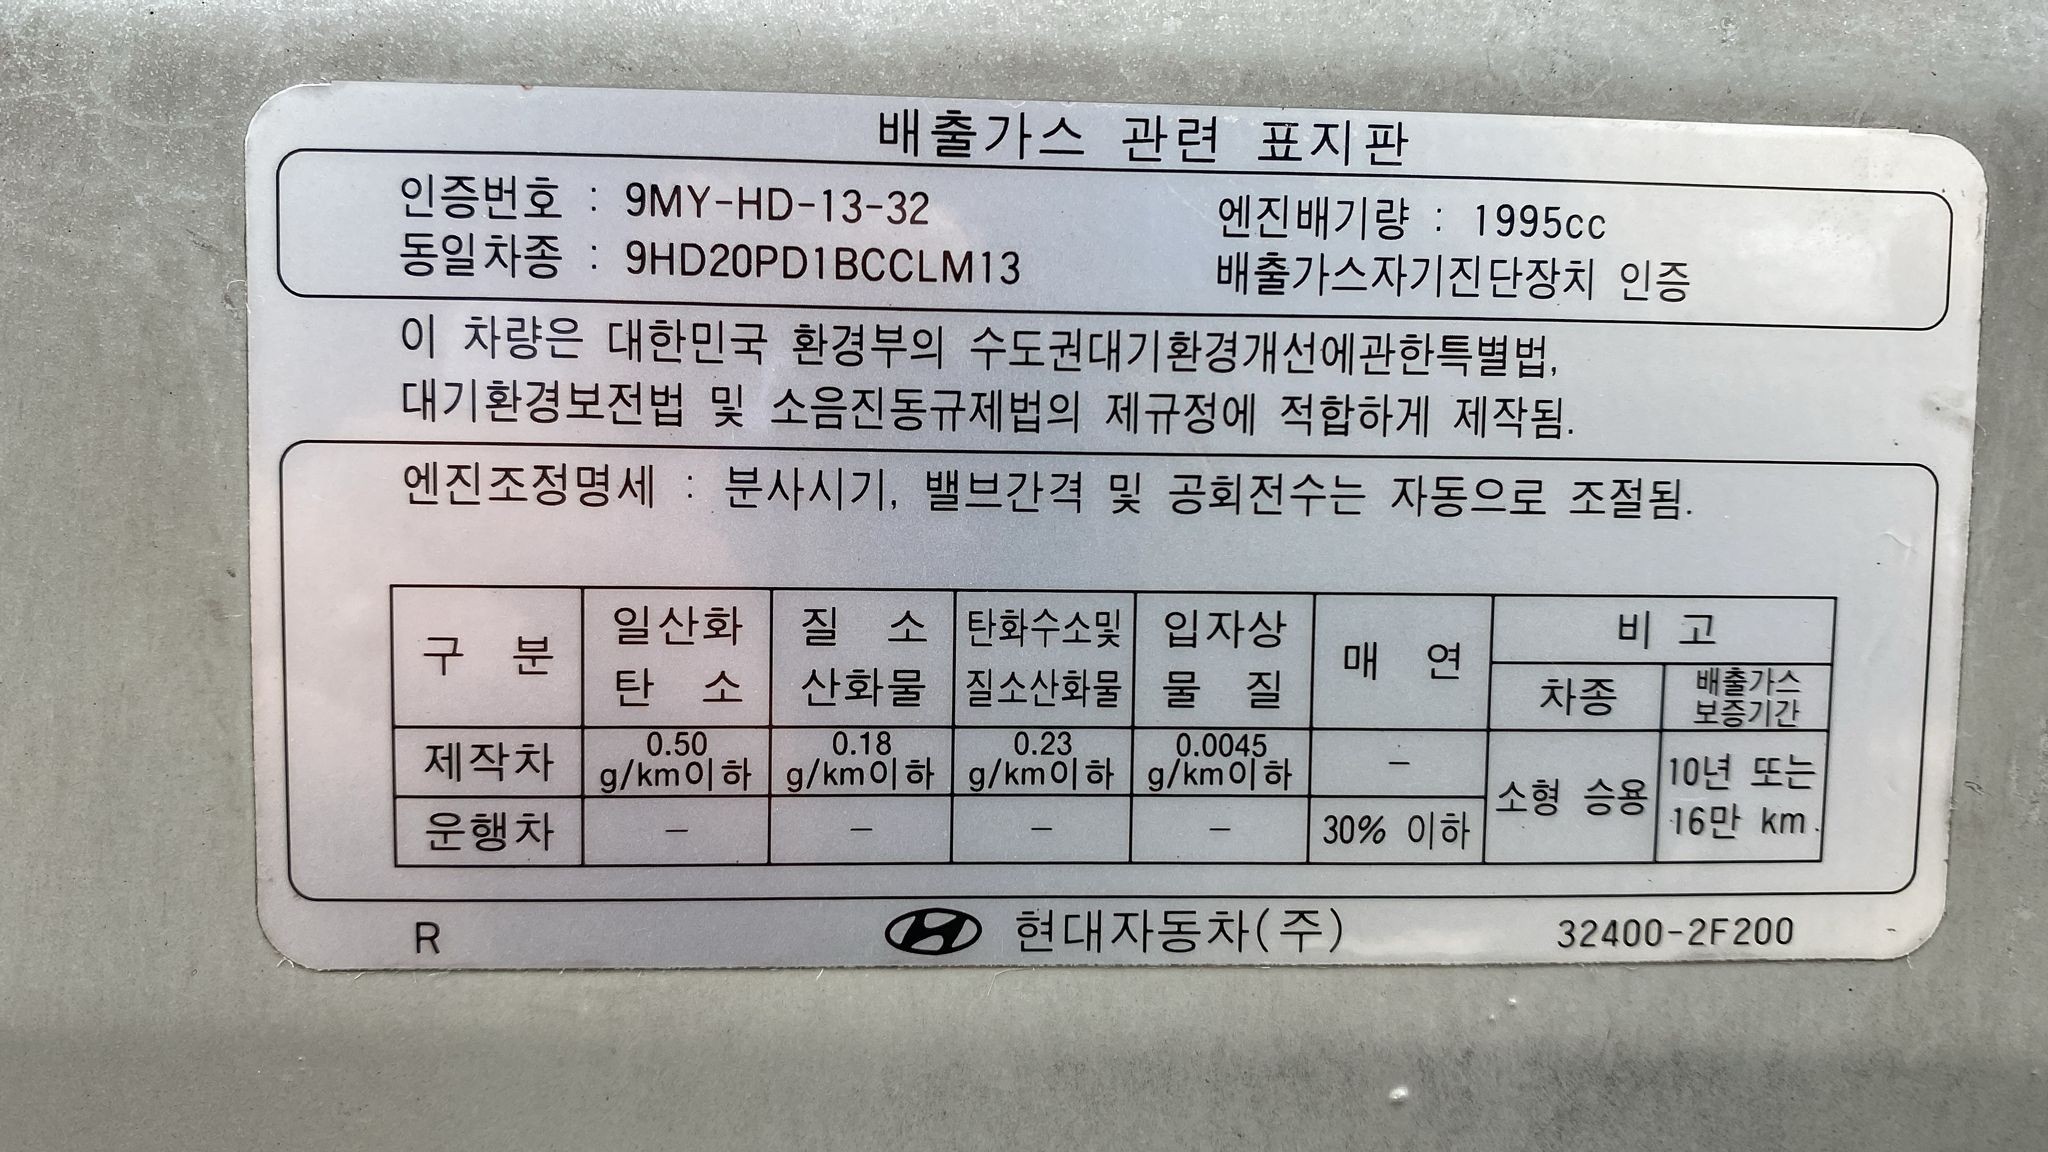 배출가스 관련 표지판
인증번호 : 9MY-HD-13-32 엔진배기량 : 1995cc
동일차종 : 9HD20PD1BCCLM13 배출가스자기진단장치 인증
이 차량은 대한민국 환경부의 수도권대기환경개선에관한특별법,
대기환경보전법 및 소음진동규제법의 제규정에 적합하게 제작됨.
엔진조정명세 : 분사시기, 밸브간격 및 공회전수는 자동으로 조절됨.
구 분 일산화 탄 소 질 소 산화물 탄화수소및 질소산화물 입자상 물 질 매 연 비 고
차종 배출가스 보증기간
제작차 0.50 g/km이하 0.18 g/km이하 0.23 g/km이하 0.0045 g/km이하 - 소형 승용 10년 또는 16만 km
운행차 - - - - 30% 이하
R 현대자동차(주) 32400-2F200